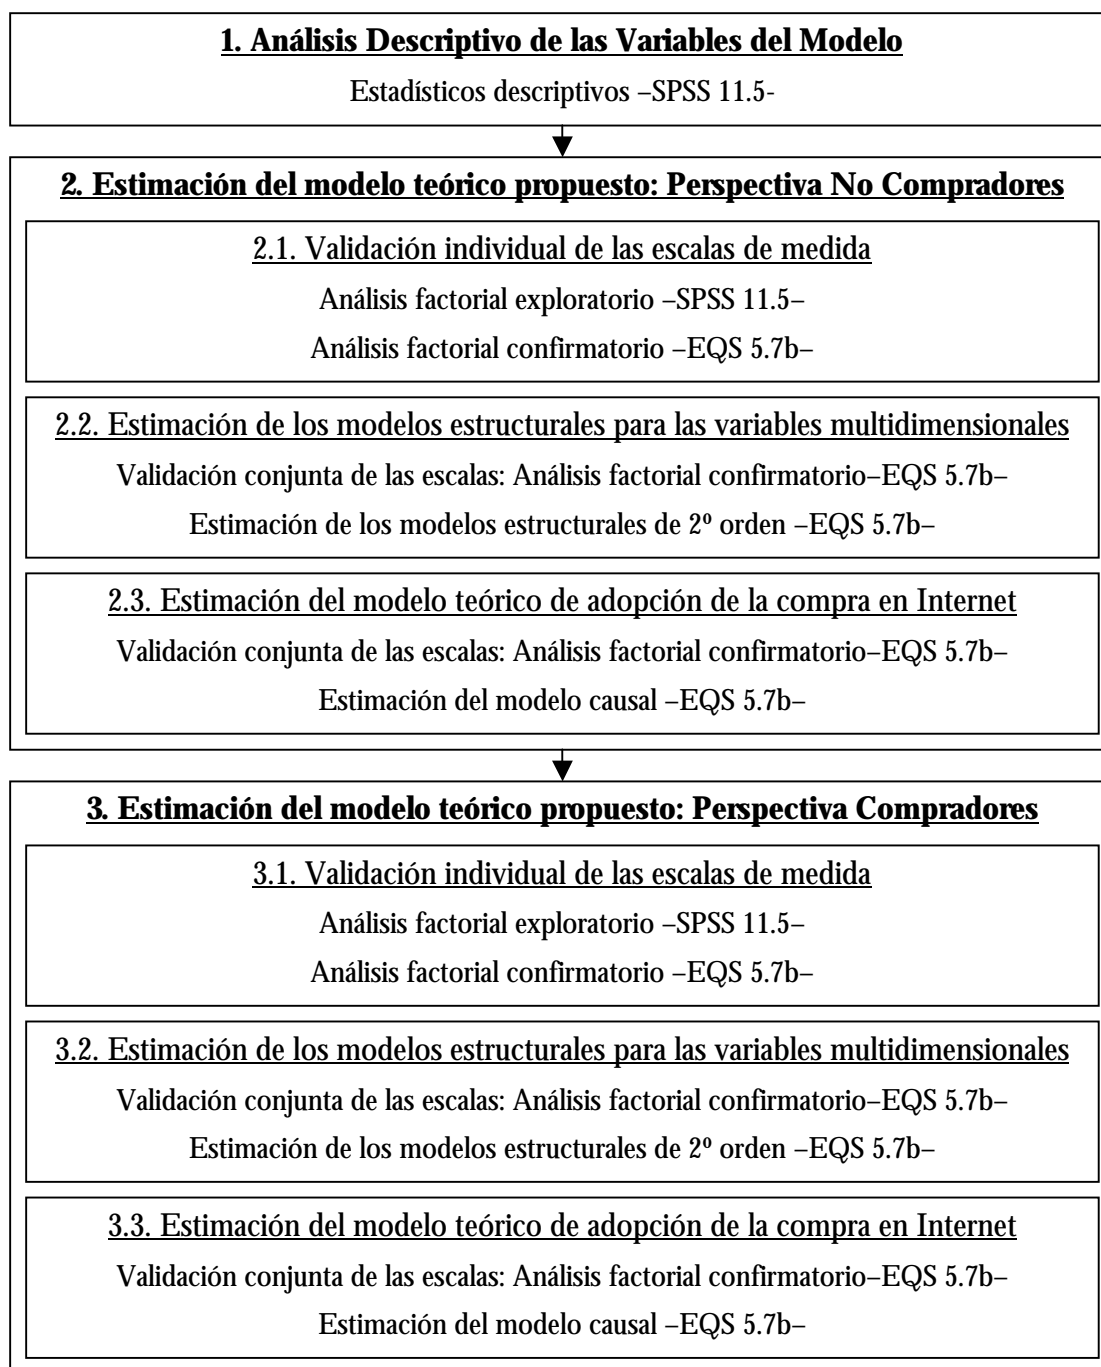 1. Análisis Descriptivo de las Variables del Modelo
Estadísticos descriptivos –SPSS 11.5-
2. Estimación del modelo teórico propuesto: Perspectiva No Compradores
2.1. Validación individual de las escalas de medida
Análisis factorial exploratorio –SPSS 11.5–
Análisis factorial confirmatorio –EQS 5.7b–
2.2. Estimación de los modelos estructurales para las variables multidimensionales
Validación conjunta de las escalas: Análisis factorial confirmatorio–EQS 5.7b–
Estimación de los modelos estructurales de 2º orden –EQS 5.7b–
2.3. Estimación del modelo teórico de adopción de la compra en Internet
Validación conjunta de las escalas: Análisis factorial confirmatorio–EQS 5.7b–
Estimación del modelo causal –EQS 5.7b–
3. Estimación del modelo teórico propuesto: Perspectiva Compradores
3.1. Validación individual de las escalas de medida
Análisis factorial exploratorio –SPSS 11.5–
Análisis factorial confirmatorio –EQS 5.7b–
3.2. Estimación de los modelos estructurales para las variables multidimensionales
Validación conjunta de las escalas: Análisis factorial confirmatorio–EQS 5.7b–
Estimación de los modelos estructurales de 2º orden –EQS 5.7b–
3.3. Estimación del modelo teórico de adopción de la compra en Internet
Validación conjunta de las escalas: Análisis factorial confirmatorio–EQS 5.7b–
Estimación del modelo causal –EQS 5.7b–